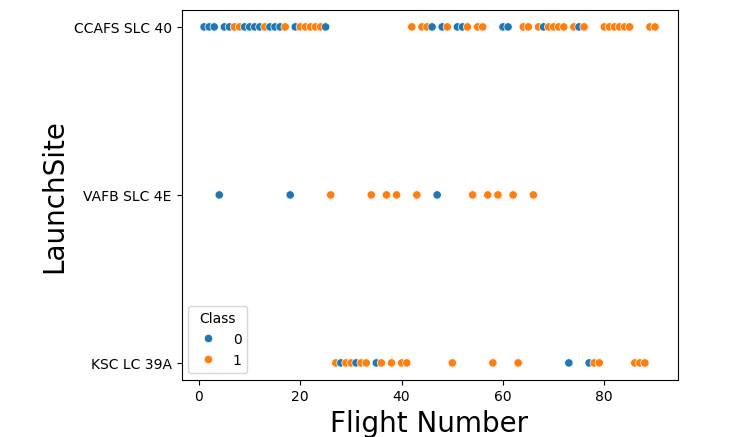 CCAFS SLC 40
VAFB SLC 4E
KSC LC 39A
LaunchSite
Class
0
1
0 20 40 60 80
Flight Number